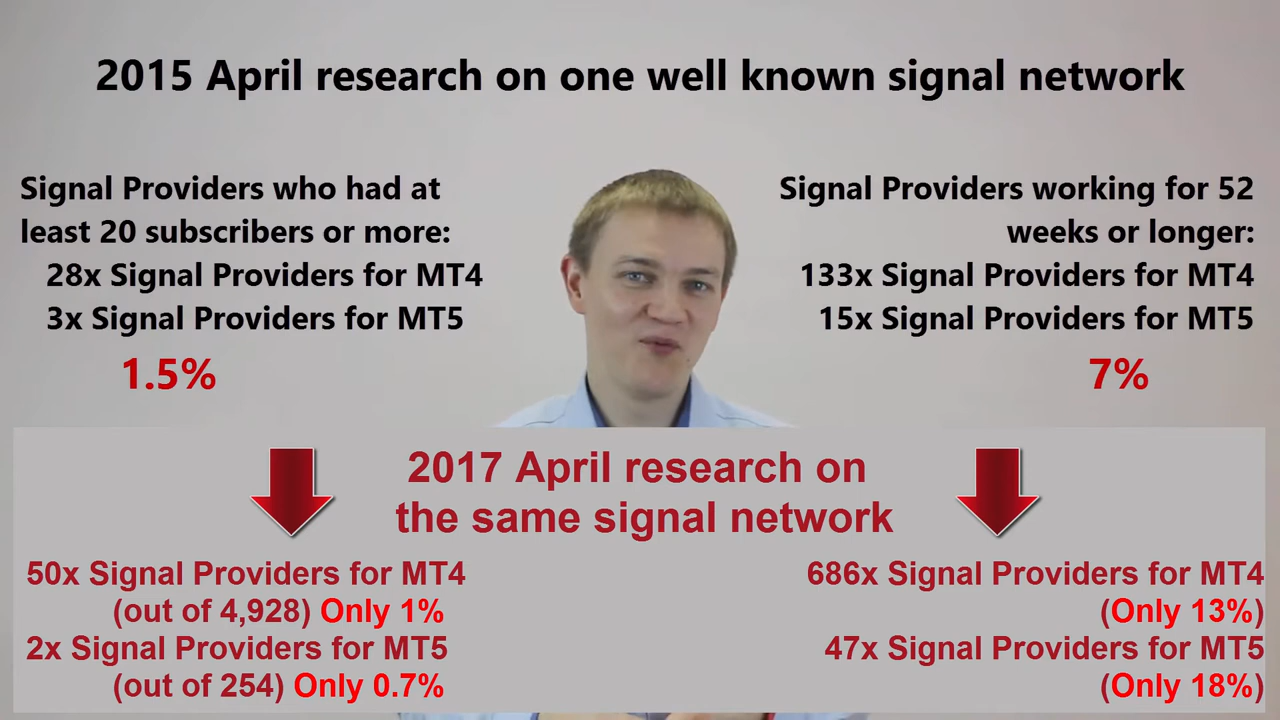 2015 April research on one well known signal network
Signal Providers who had at
least 20 subscribers or more:
28x Signal Providers for MT4
3x Signal Providers for MT5
1.5%
Signal Providers working for 52
weeks or longer:
133x Signal Providers for MT4
15x Signal Providers for MT5
7%
2017 April research on
the same signal network
50x Signal Providers for MT4
(out of 4,928) Only 1%
2x Signal Providers for MT5
(out of 254) Only 0.7%
686x Signal Providers for MT4
(Only 13%)
47x Signal Providers for MT5
(Only 18%)